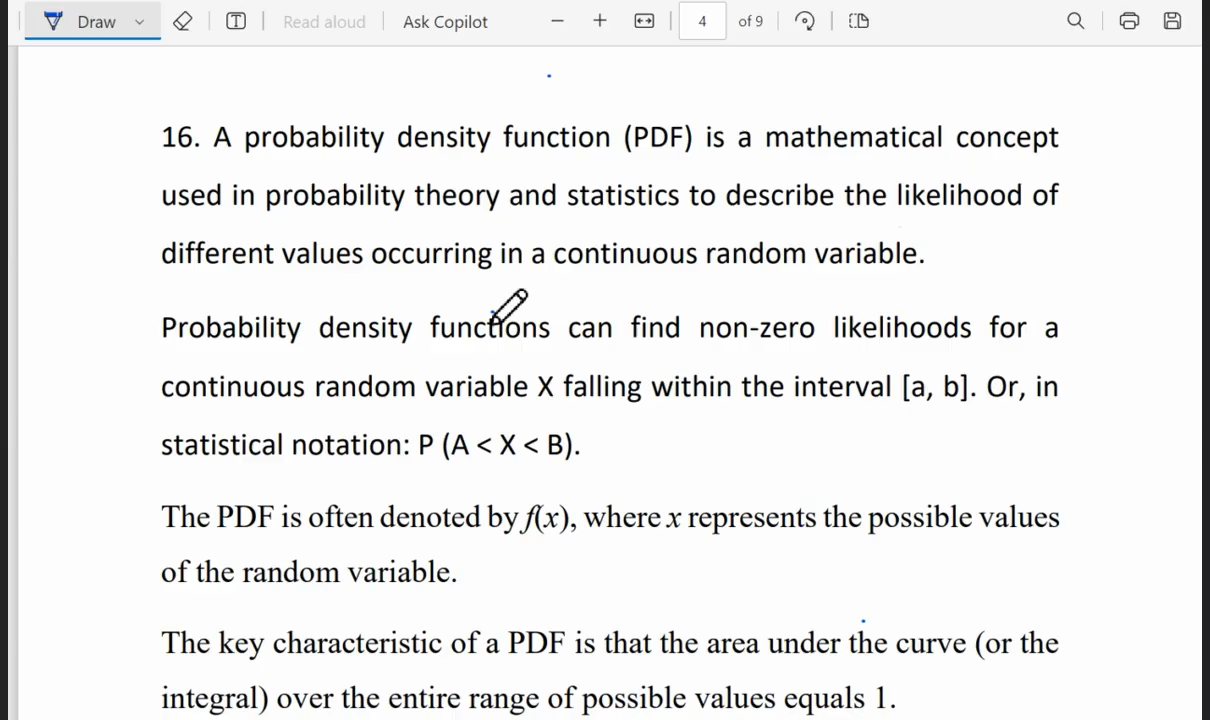 Draw Read aloud Ask Copilot 4 of 9
16. A probability density function (PDF) is a mathematical concept
used in probability theory and statistics to describe the likelihood of
different values occurring in a continuous random variable.
Probability density functions can find non-zero likelihoods for a
continuous random variable X falling within the interval [a, b]. Or, in
statistical notation: P (A < X < B).
The PDF is often denoted by f(x), where x represents the possible values
of the random variable.
The key characteristic of a PDF is that the area under the curve (or the
integral) over the entire range of possible values equals 1.